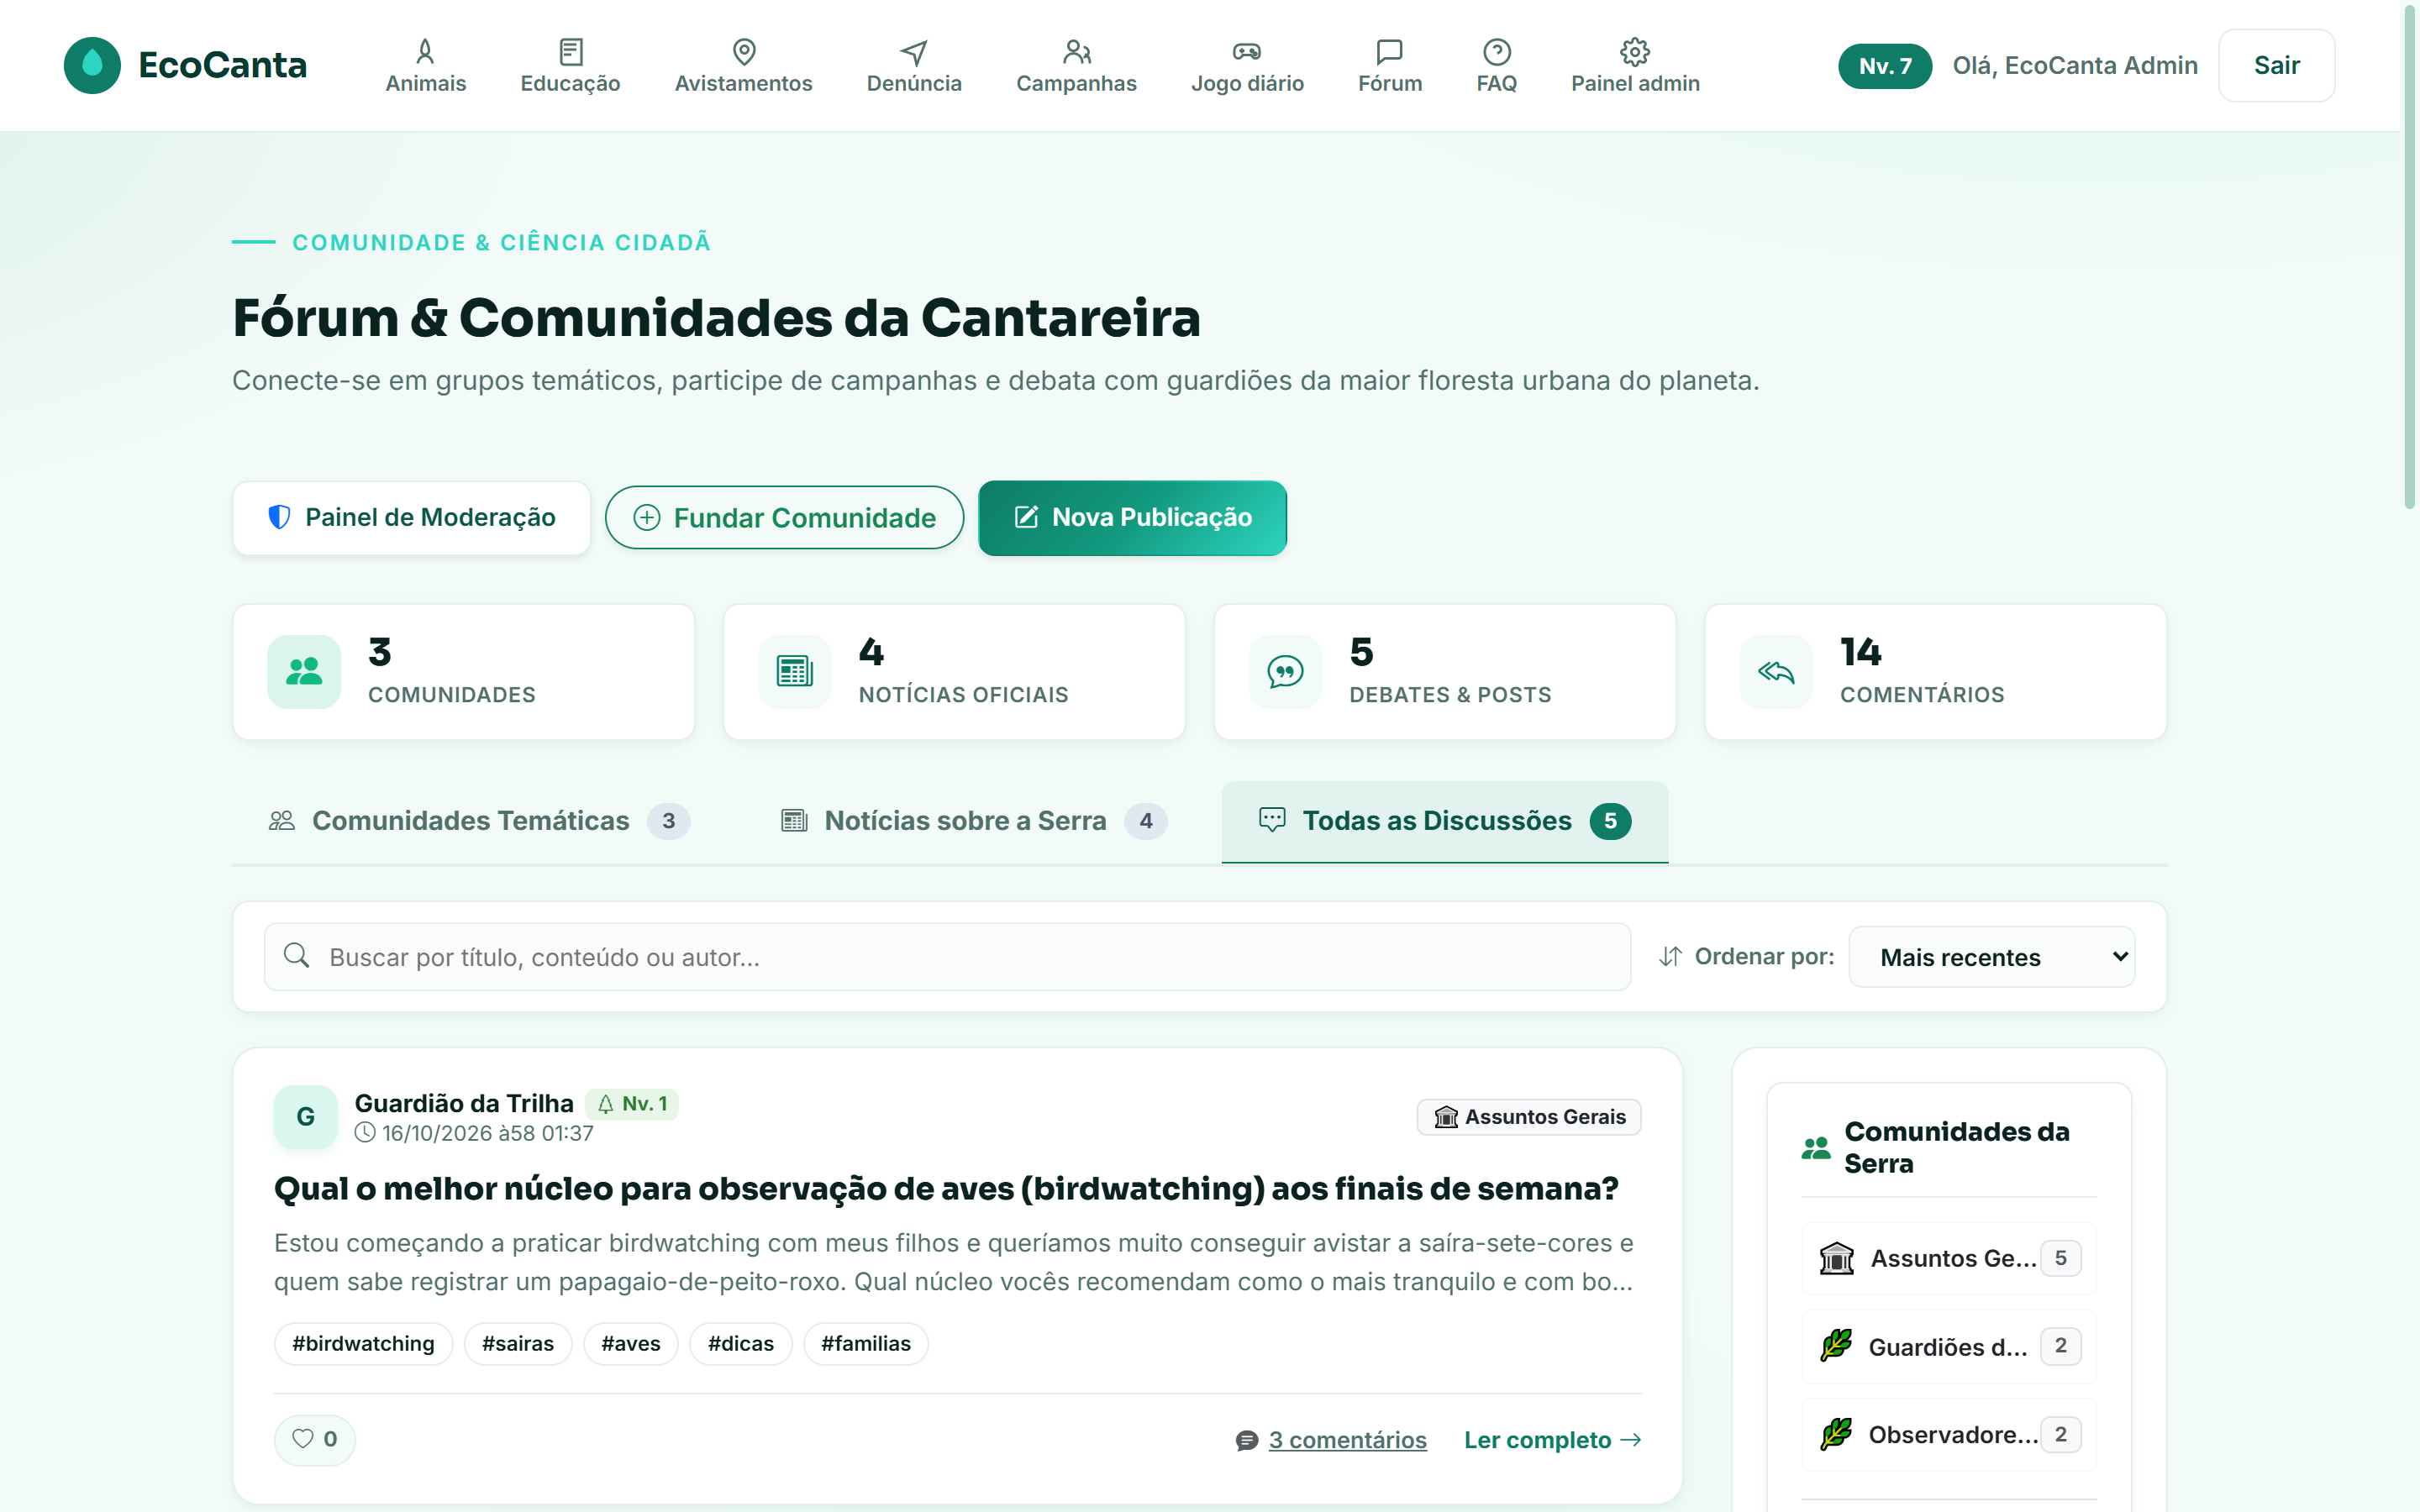 EcoCanta
Animais
Educação
Avistamentos
Denúncia
Campanhas
Jogo diário
Fórum
FAQ
Painel admin
Nv. 7
Olá, EcoCanta Admin
Sair
COMUNIDADE & CIÊNCIA CIDADÃ
Fórum & Comunidades da Cantareira
Conecte-se em grupos temáticos, participe de campanhas e debata com guardiões da maior floresta urbana do planeta.
Painel de Moderação
Fundar Comunidade
Nova Publicação
3
COMUNIDADES
4
NOTÍCIAS OFICIAIS
5
DEBATES & POSTS
14
COMENTÁRIOS
Comunidades Temáticas 3
Notícias sobre a Serra 4
Todas as Discussões 5
Buscar por título, conteúdo ou autor...
Ordenar por:
Mais recentes
G
Guardião da Trilha
Nv. 1
16/10/2026 à58 01:37
Assuntos Gerais
Qual o melhor núcleo para observação de aves (birdwatching) aos finais de semana?
Estou começando a praticar birdwatching com meus filhos e queríamos muito conseguir avistar a saíra-sete-cores e
quem sabe registrar um papagaio-de-peito-roxo. Qual núcleo vocês recomendam como o mais tranquilo e com bo...
#birdwatching
#sairas
#aves
#dicas
#familias
0
3 comentários
Ler completo →
Comunidades da
Serra
Assuntos Ge... 5
Guardiões d... 2
Observadore... 2